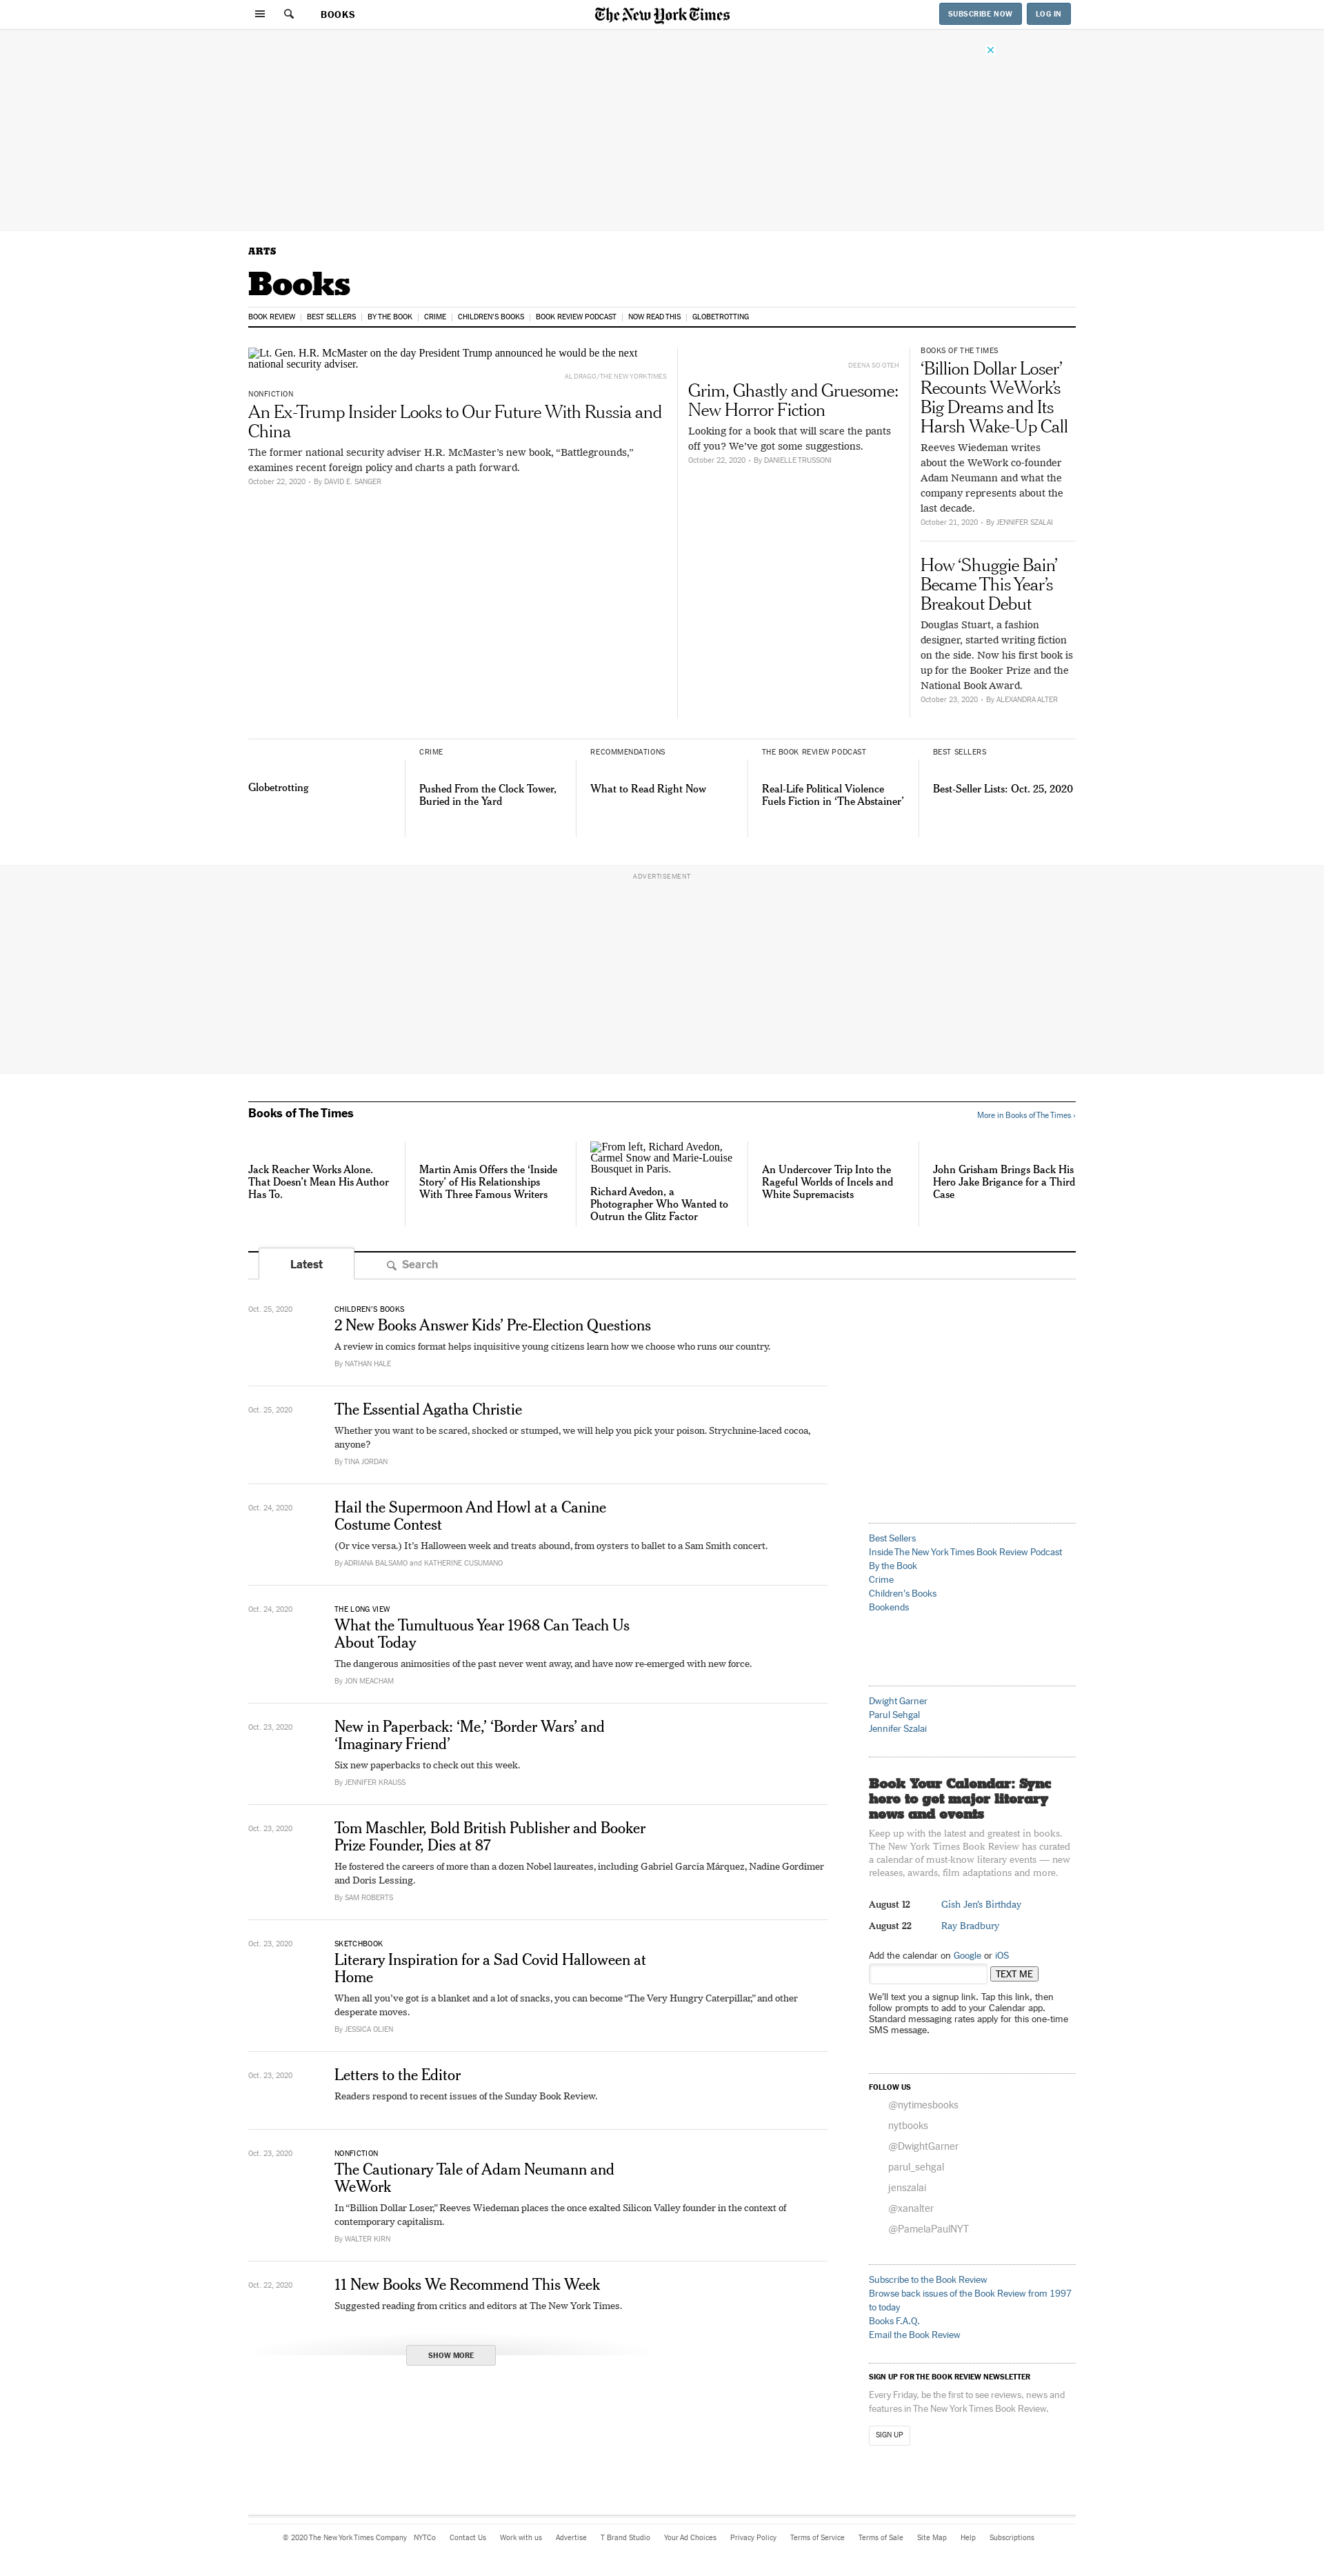 BOOKS
The New York Times
SUBSCRIBE NOW
LOG IN
ARTS
Books
BOOK REVIEW
BEST SELLERS
BY THE BOOK
CRIME
CHILDREN'S BOOKS
BOOK REVIEW PODCAST
NOW READ THIS
GLOBETROTTING
Lt. Gen. H.R. McMaster on the day President Trump announced he would be the next
national security adviser.
AL DRAGO/THE NEW YORK TIMES
NONFICTION
An Ex-Trump Insider Looks to Our Future With Russia and
China
The former national security adviser H.R. McMaster's new book, “Battlegrounds,”
examines recent foreign policy and charts a path forward.
October 22, 2020 • By DAVID E. SANGER
DEENA SO OTEH
Grim, Ghastly and Gruesome:
New Horror Fiction
Looking for a book that will scare the pants
off you? We've got some suggestions.
October 22, 2020 • By DANIELLE TRUSSONI
BOOKS OF THE TIMES
‘Billion Dollar Loser’
Recounts WeWork’s
Big Dreams and Its
Harsh Wake-Up Call
Reeves Wiedeman writes
about the WeWork co-founder
Adam Neumann and what the
company represents about the
last decade.
October 21, 2020 • By JENNIFER SZALAI
How ‘Shuggie Bain’
Became This Year’s
Breakout Debut
Douglas Stuart, a fashion
designer, started writing fiction
on the side. Now his first book is
up for the Booker Prize and the
National Book Award.
October 23, 2020 • By ALEXANDRA ALTER
Globetrotting
CRIME
Pushed From the Clock Tower,
Buried in the Yard
RECOMMENDATIONS
What to Read Right Now
THE BOOK REVIEW PODCAST
Real-Life Political Violence
Fuels Fiction in ‘The Abstainer’
BEST SELLERS
Best-Seller Lists: Oct. 25, 2020
ADVERTISEMENT
Books of The Times
More in Books of The Times ›
Jack Reacher Works Alone.
That Doesn’t Mean His Author
Has To.
Martin Amis Offers the ‘Inside
Story’ of His Relationships
With Three Famous Writers
From left, Richard Avedon,
Carmel Snow and Marie-Louise
Bousquet in Paris.
Richard Avedon, a
Photographer Who Wanted to
Outrun the Glitz Factor
An Undercover Trip Into the
Rageful Worlds of Incels and
White Supremacists
John Grisham Brings Back His
Hero Jake Brigance for a Third
Case
Latest
Search
Oct. 25, 2020
CHILDREN’S BOOKS
2 New Books Answer Kids’ Pre-Election Questions
A review in comics format helps inquisitive young citizens learn how we choose who runs our country.
By NATHAN HALE
Oct. 25, 2020
The Essential Agatha Christie
Whether you want to be scared, shocked or stumped, we will help you pick your poison. Strychnine-laced cocoa,
anyone?
By TINA JORDAN
Oct. 24, 2020
Hail the Supermoon And Howl at a Canine
Costume Contest
(Or vice versa.) It’s Halloween week and treats abound, from oysters to ballet to a Sam Smith concert.
By ADRIANA BALSAMO and KATHERINE CUSUMANO
Oct. 24, 2020
THE LONG VIEW
What the Tumultuous Year 1968 Can Teach Us
About Today
The dangerous animosities of the past never went away, and have now re-emerged with new force.
By JON MEACHAM
Oct. 23, 2020
New in Paperback: ‘Me,’ ‘Border Wars’ and
‘Imaginary Friend’
Six new paperbacks to check out this week.
By JENNIFER KRAUSS
Oct. 23, 2020
Tom Maschler, Bold British Publisher and Booker
Prize Founder, Dies at 87
He fostered the careers of more than a dozen Nobel laureates, including Gabriel García Márquez, Nadine Gordimer
and Doris Lessing.
By SAM ROBERTS
Oct. 23, 2020
SKETCHBOOK
Literary Inspiration for a Sad Covid Halloween at
Home
When all you’ve got is a blanket and a lot of snacks, you can become “The Very Hungry Caterpillar,” and other
desperate moves.
By JESSICA OLIEN
Oct. 23, 2020
Letters to the Editor
Readers respond to recent issues of the Sunday Book Review.
Oct. 23, 2020
NONFICTION
The Cautionary Tale of Adam Neumann and
WeWork
In “Billion Dollar Loser,” Reeves Wiedeman places the once exalted Silicon Valley founder in the context of
contemporary capitalism.
By WALTER KIRN
Oct. 22, 2020
11 New Books We Recommend This Week
Suggested reading from critics and editors at The New York Times.
SHOW MORE
Best Sellers
Inside The New York Times Book Review Podcast
By the Book
Crime
Children's Books
Bookends
Dwight Garner
Parul Sehgal
Jennifer Szalai
Book Your Calendar: Sync
here to get major literary
news and events
Keep up with the latest and greatest in books.
The New York Times Book Review has curated
a calendar of must-know literary events — new
releases, awards, film adaptations and more.
August 12 Gish Jen’s Birthday
August 22 Ray Bradbury
Add the calendar on Google or iOS
TEXT ME
We’ll text you a signup link. Tap this link, then
follow prompts to add to your Calendar app.
Standard messaging rates apply for this one-time
SMS message.
FOLLOW US
@nytimesbooks
nytbooks
@DwightGarner
parul_sehgal
jenszalai
@xanalter
@PamelaPaulNYT
Subscribe to the Book Review
Browse back issues of the Book Review from 1997
to today
Books F.A.Q.
Email the Book Review
SIGN UP FOR THE BOOK REVIEW NEWSLETTER
Every Friday, be the first to see reviews, news and
features in The New York Times Book Review.
SIGN UP
© 2020 The New York Times Company NYTCo Contact Us Work with us Advertise T Brand Studio Your Ad Choices Privacy Policy Terms of Service Terms of Sale Site Map Help Subscriptions